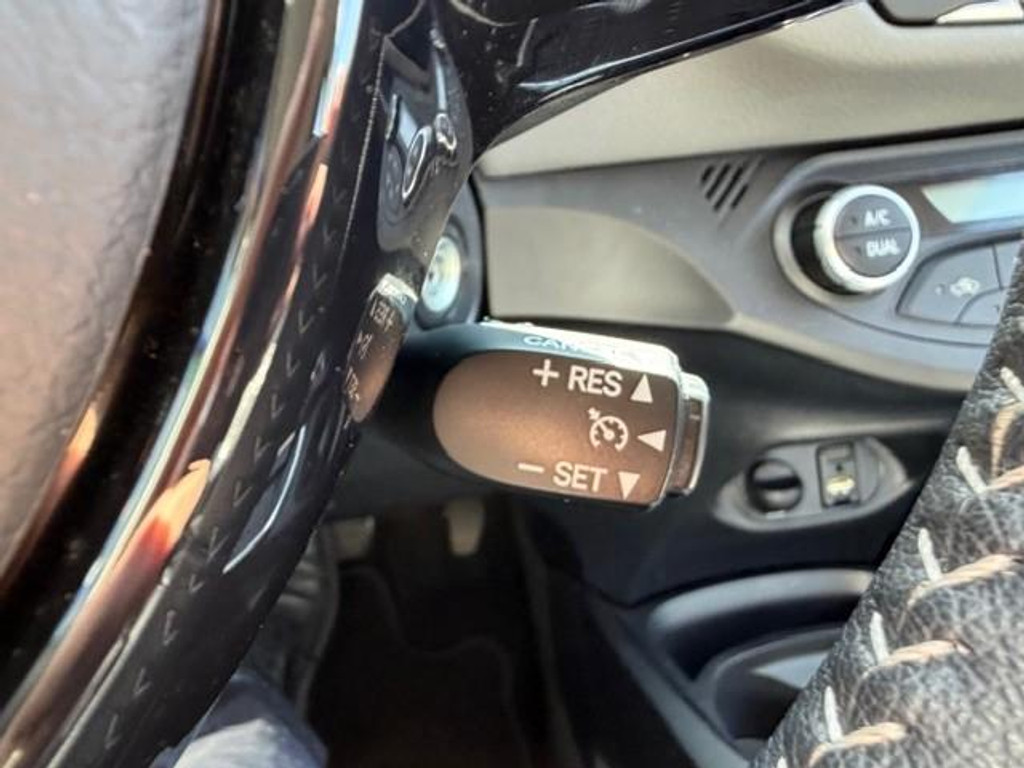 A/C
DUAL
+ RES ▲
◀
− SET ▼